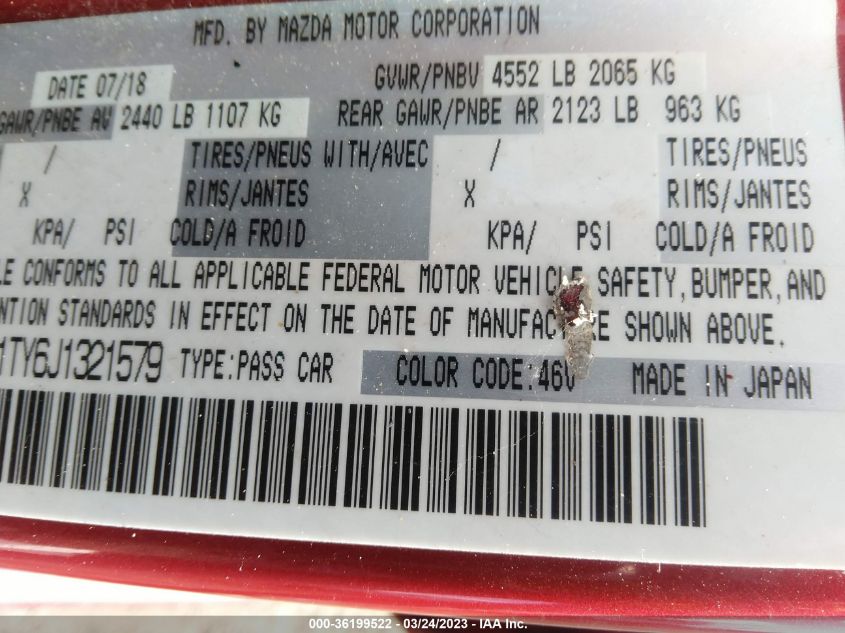 MFD. BY MAZDA MOTOR CORPORATION
DATE 07/18 GVWR/PNBV 4552 LB 2065 KG
GAWR/PNBE AV 2440 LB 1107 KG REAR GAWR/PNBE AR 2123 LB 963 KG
/ TIRES/PNEUS WITH/AVEC / TIRES/PNEUS
X RIMS/JANTES X RIMS/JANTES
KPA/ PSI COLD/A FROID KPA/ PSI COLD/A FROID
LE CONFORMS TO ALL APPLICABLE FEDERAL MOTOR VEHICLE SAFETY, BUMPER, AND
NTION STANDARDS IN EFFECT ON THE DATE OF MANUFACTURE SHOWN ABOVE.
1TY6J1321579 TYPE:PASS CAR COLOR CODE:46V MADE IN JAPAN
000-36199522 - 03/24/2023 - IAA Inc.